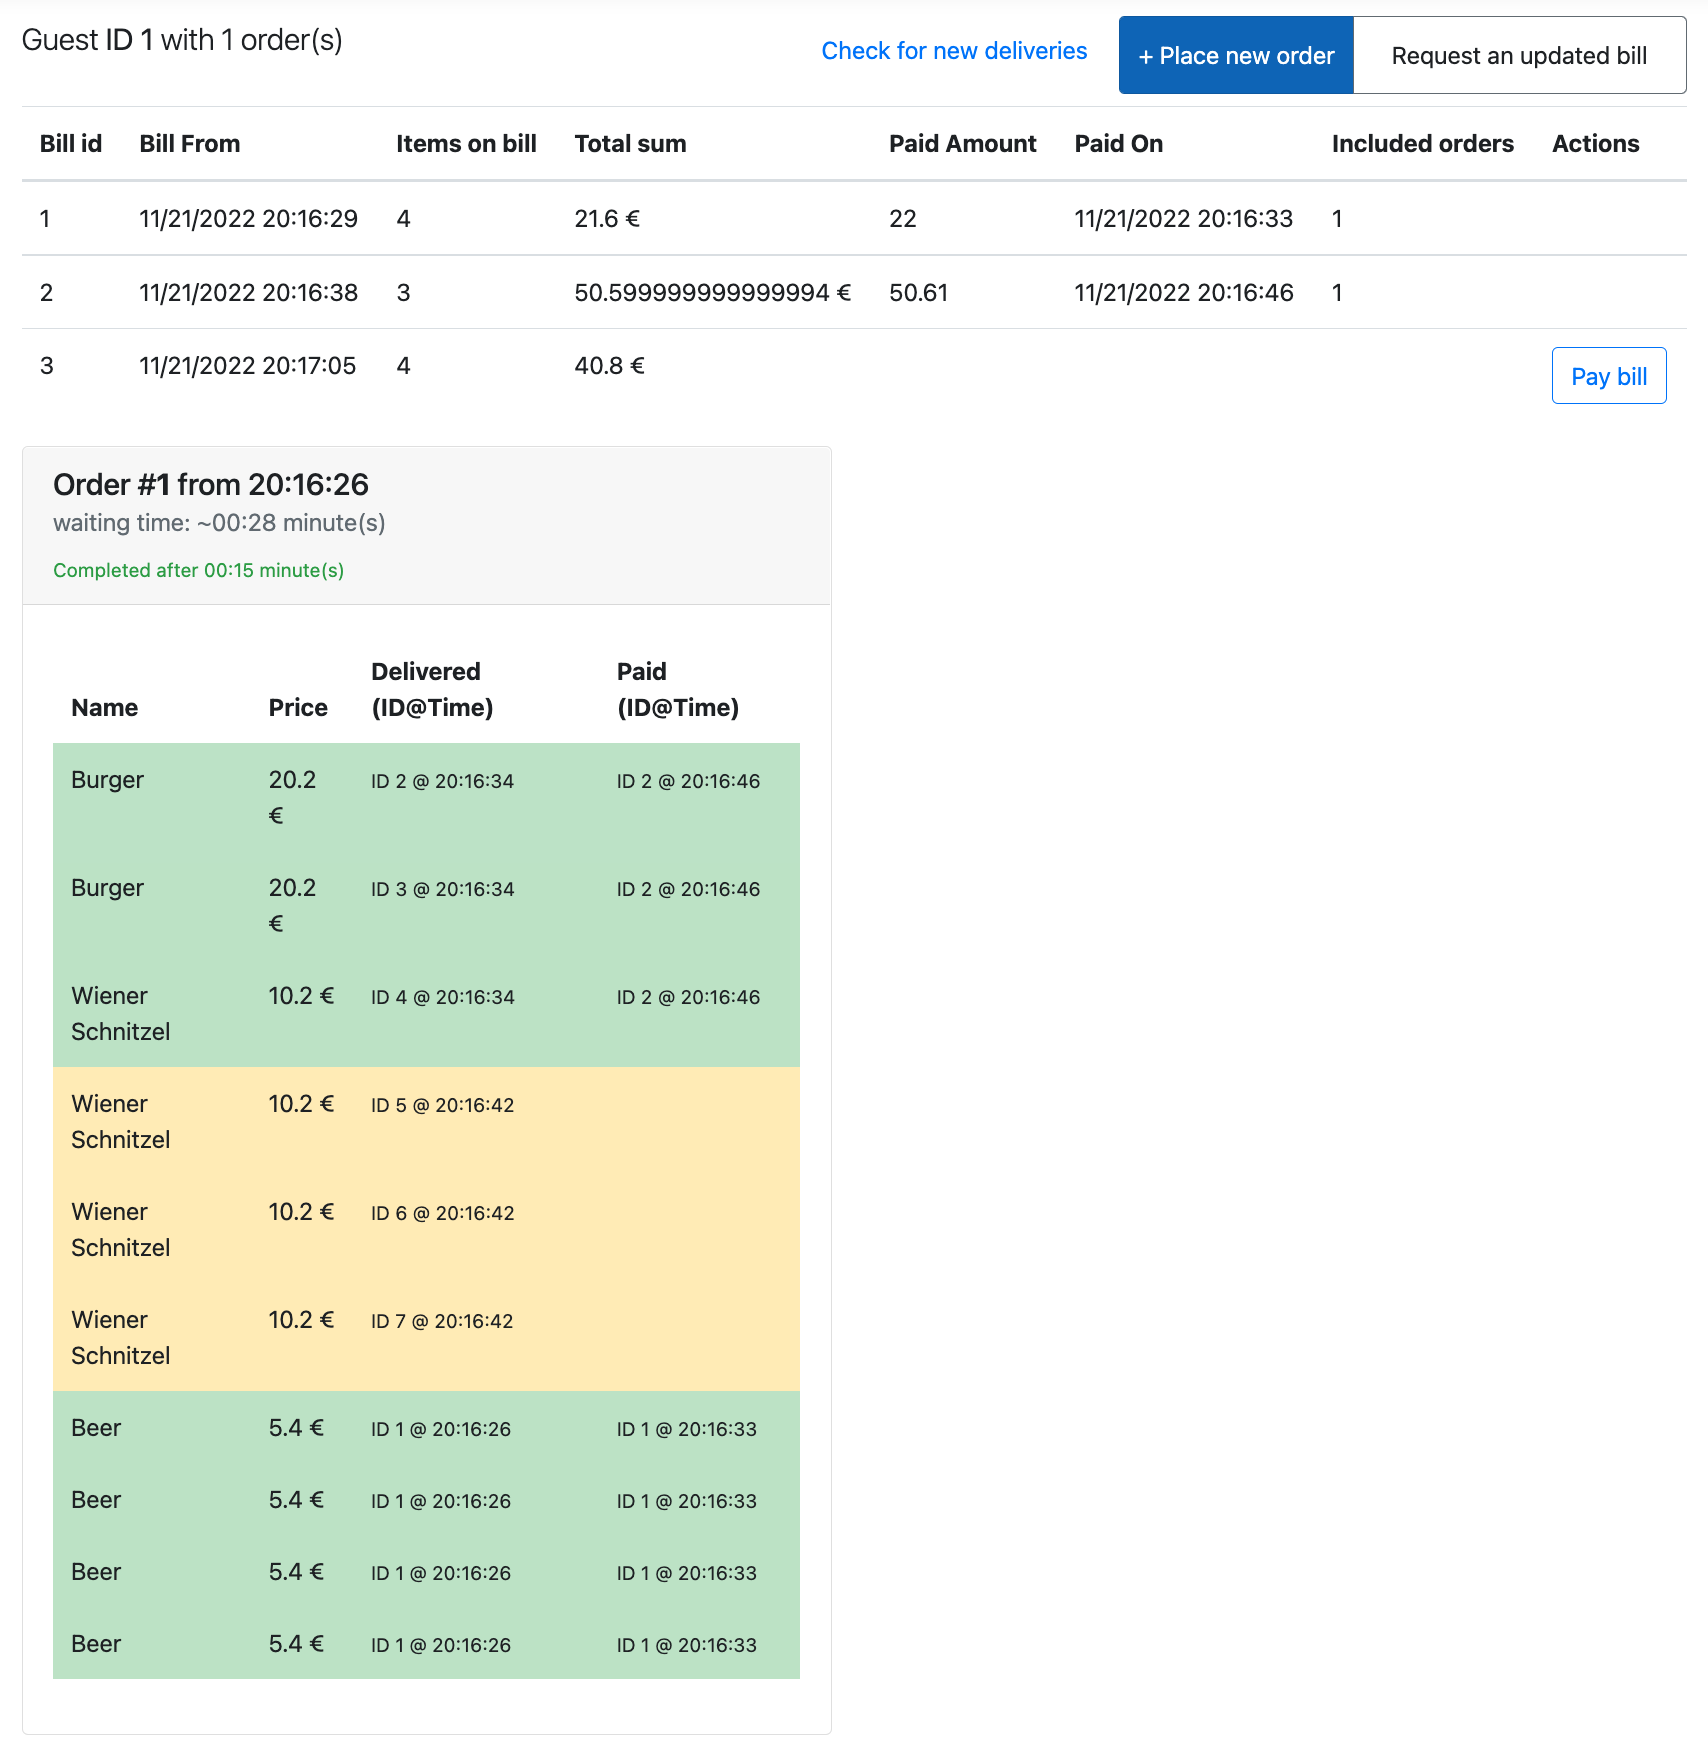 Guest ID 1 with 1 order(s)
Check for new deliveries
+ Place new order
Request an updated bill
Bill id Bill From Items on bill Total sum Paid Amount Paid On Included orders Actions
1 11/21/2022 20:16:29 4 21.6 € 22 11/21/2022 20:16:33 1
2 11/21/2022 20:16:38 3 50.599999999999994 € 50.61 11/21/2022 20:16:46 1
3 11/21/2022 20:17:05 4 40.8 € Pay bill
Order #1 from 20:16:26
waiting time: ~00:28 minute(s)
Completed after 00:15 minute(s)
Delivered Paid
Name Price (ID@Time) (ID@Time)
Burger 20.2 ID 2 @ 20:16:34 ID 2 @ 20:16:46
€
Burger 20.2 ID 3 @ 20:16:34 ID 2 @ 20:16:46
€
Wiener 10.2 € ID 4 @ 20:16:34 ID 2 @ 20:16:46
Schnitzel
Wiener 10.2 € ID 5 @ 20:16:42
Schnitzel
Wiener 10.2 € ID 6 @ 20:16:42
Schnitzel
Wiener 10.2 € ID 7 @ 20:16:42
Schnitzel
Beer 5.4 € ID 1 @ 20:16:26 ID 1 @ 20:16:33
Beer 5.4 € ID 1 @ 20:16:26 ID 1 @ 20:16:33
Beer 5.4 € ID 1 @ 20:16:26 ID 1 @ 20:16:33
Beer 5.4 € ID 1 @ 20:16:26 ID 1 @ 20:16:33